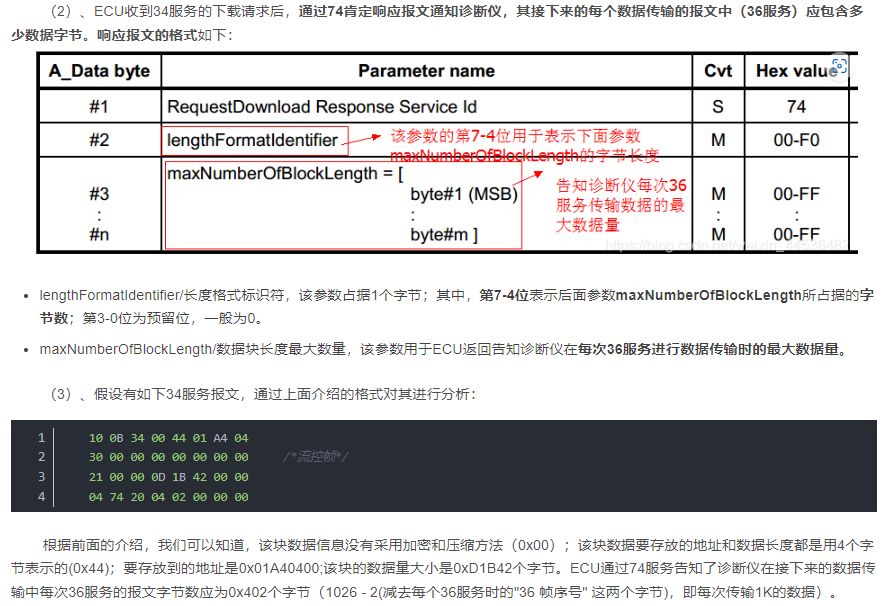 （2）、ECU收到34服务的下载请求后，通过74肯定响应报文通知诊断仪，其接下来的每个数据传输的报文中（36服务）应包含多
少数据字节。响应报文的格式如下：
A_Data byte Parameter name Cvt Hex value
#1 RequestDownload Response Service Id S 74
#2 lengthFormatIdentifier 该参数的第7-4位用于表示下面参数 M 00-F0
maxNumberOfBlockLength的字节长度
maxNumberOfBlockLength = [
#3 byte#1 (MSB) 告知诊断仪每次36 M 00-FF
: : 服务传输数据的最 : :
#n byte#m ] 大数据量 M 00-FF
lengthFormatIdentifier/长度格式标识符，该参数占据1个字节；其中，第7-4位表示后面参数maxNumberOfBlockLength所占据的字
节数；第3-0位为预留位，一般为0。
maxNumberOfBlockLength/数据块长度最大数量，该参数用于ECU返回告知诊断仪在每次36服务进行数据传输时的最大数据量。
（3）、假设有如下34服务报文，通过上面介绍的格式对其进行分析：
1 10 0B 34 00 44 01 A4 04
2 30 00 00 00 00 00 00 00 /*流控帧*/
3 21 00 00 0D 1B 42 00 00
4 04 74 20 04 02 00 00 00
根据前面的介绍，我们可以知道，该块数据信息没有采用加密和压缩方法（0x00）；该块数据要存放的地址和数据长度都是用4个字
节表示的(0x44)；要存放到的地址是0x01A40400;该块的数据量大小是0xD1B42个字节。ECU通过74服务告知了诊断仪在接下来的数据传
输中每次36服务的报文字节数应为0x402个字节（1026 - 2(减去每个36服务时的"36 帧序号" 这两个字节)，即每次传输1K的数据）。